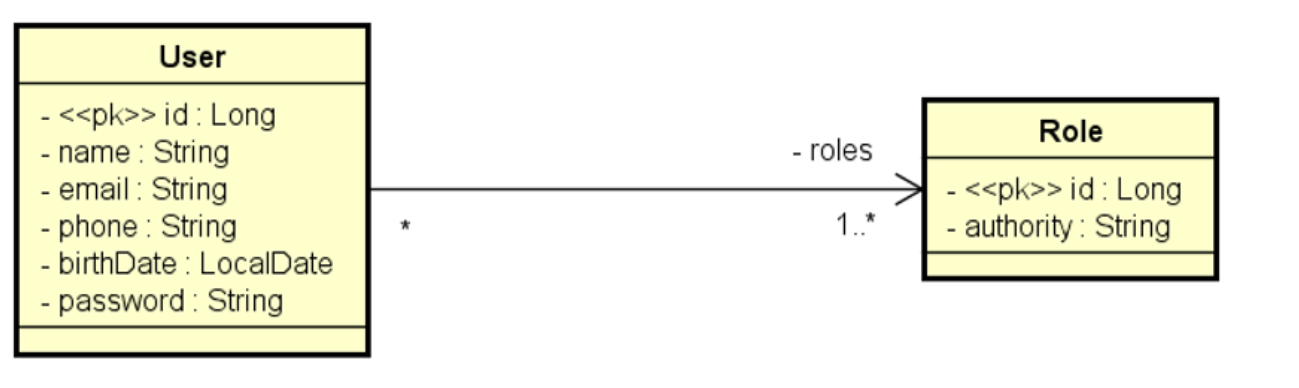 User
- <<pk>> id : Long
- name : String
- email : String
- phone : String
- birthDate : LocalDate
- password : String
*
- roles
1..*
Role
- <<pk>> id : Long
- authority : String